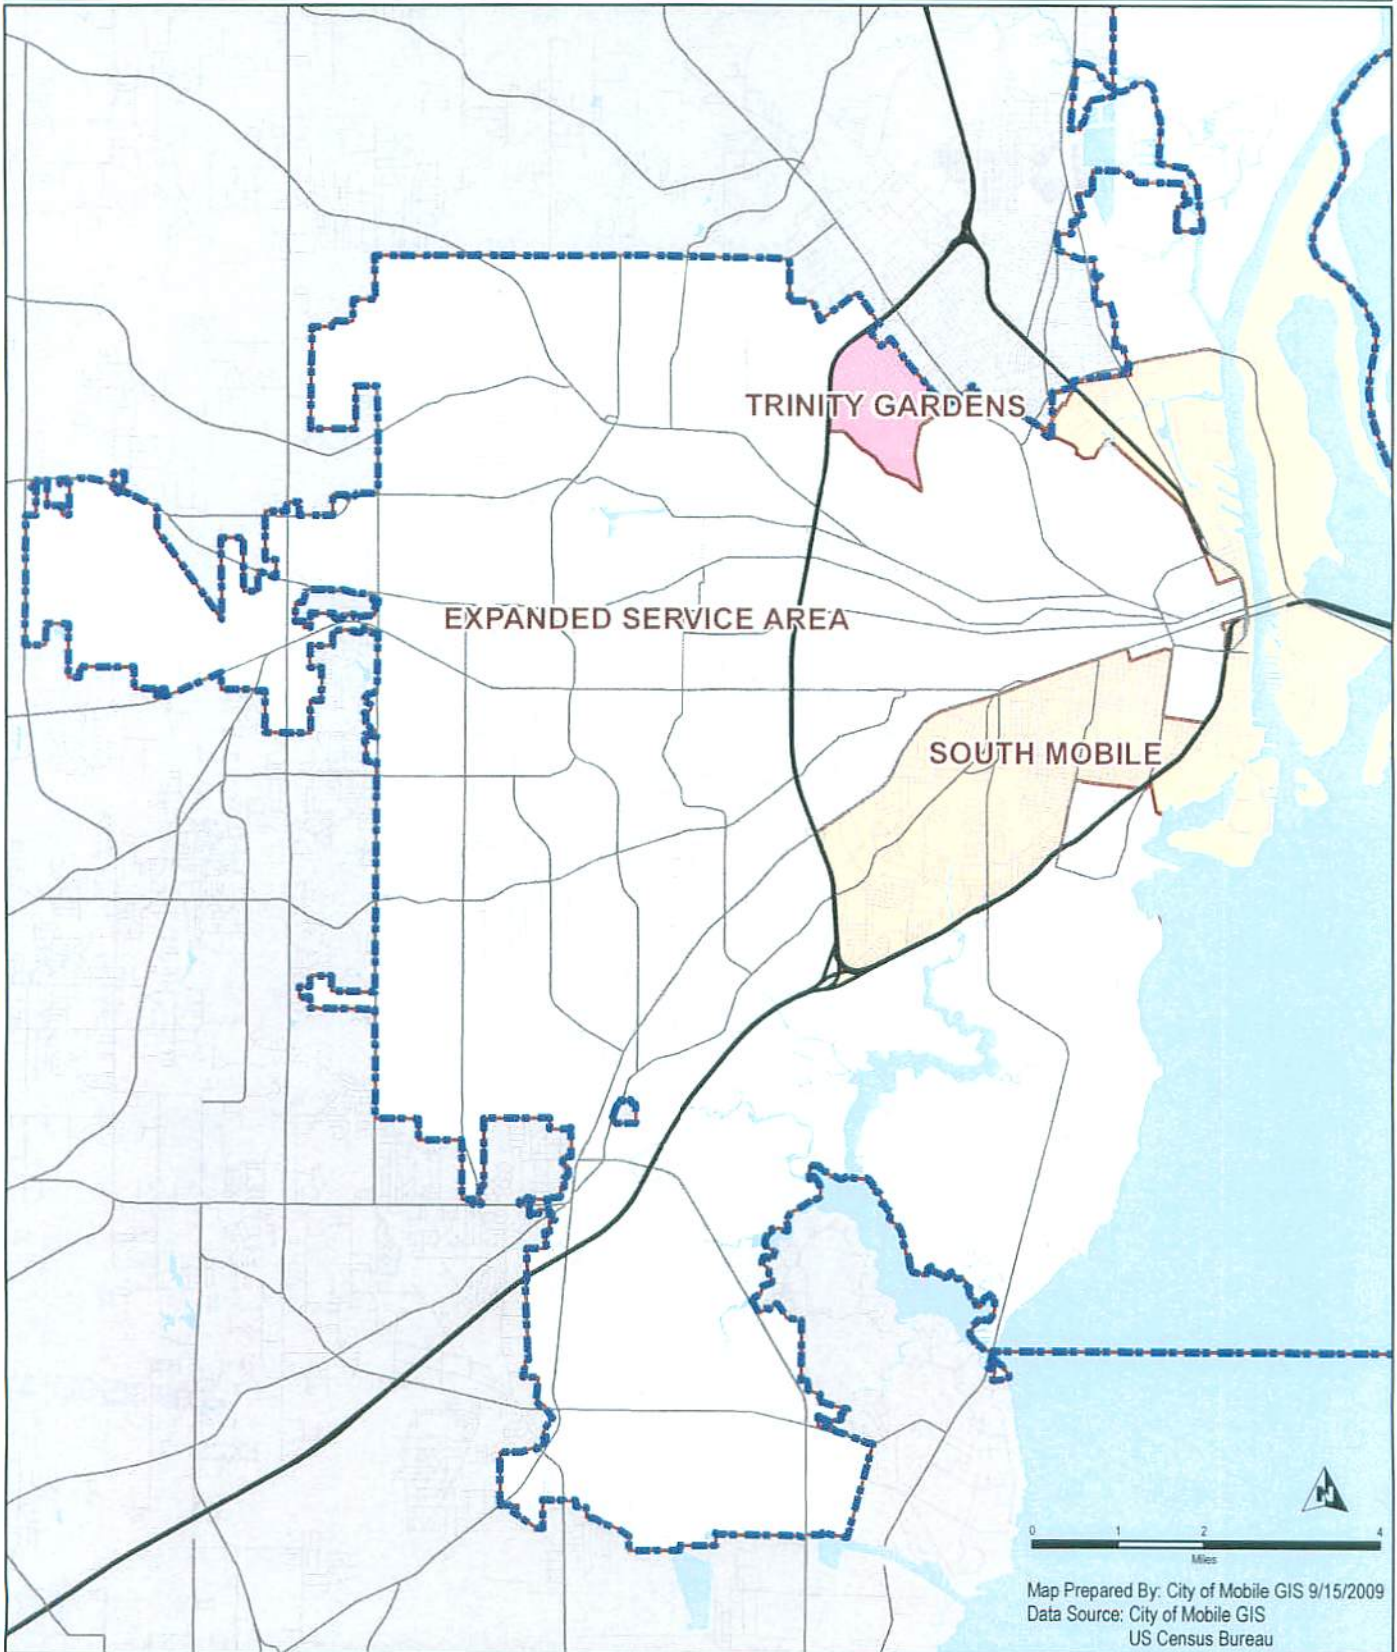 TRINITY GARDENS
EXPANDED SERVICE AREA
SOUTH MOBILE
N
0 1 2 4
Miles
Map Prepared By: City of Mobile GIS 9/15/2009
Data Source: City of Mobile GIS
US Census Bureau